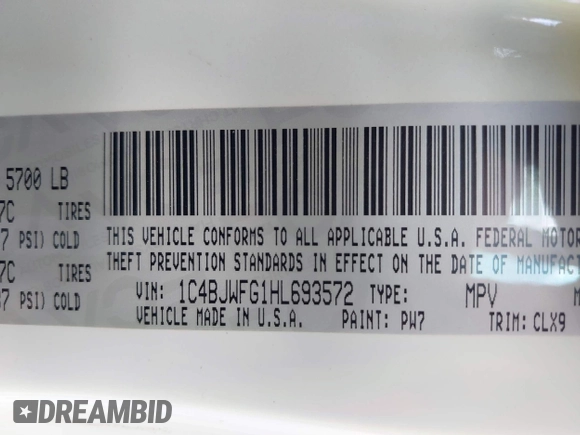 5700 LB
7C TIRES
7 PSI) COLD
7C TIRES
37 PSI) COLD
THIS VEHICLE CONFORMS TO ALL APPLICABLE U.S.A. FEDERAL MOTOR
THEFT PREVENTION STANDARDS IN EFFECT ON THE DATE OF MANUFAC
VIN: 1C4BJWFG1HL693572 TYPE: MPV
VEHICLE MADE IN U.S.A. PAINT: PW7 TRIM: CLX9
DREAMBID